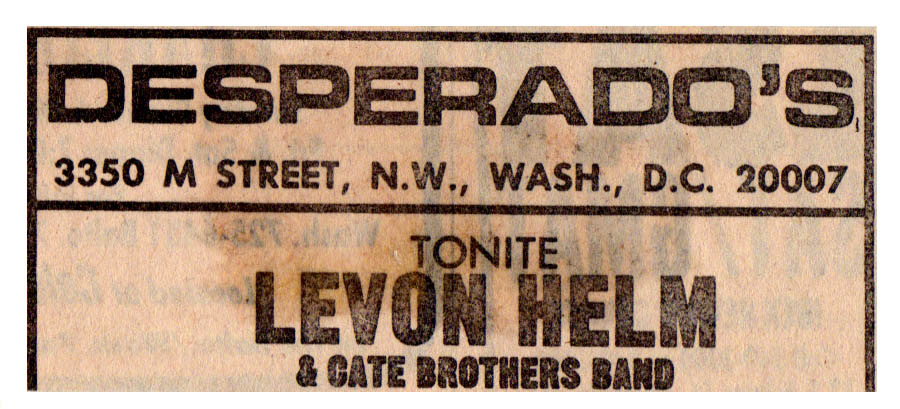 DESPERADO'S
3350 M STREET, N.W., WASH., D.C. 20007
TONITE
LEVON HELM
& CATE BROTHERS BAND